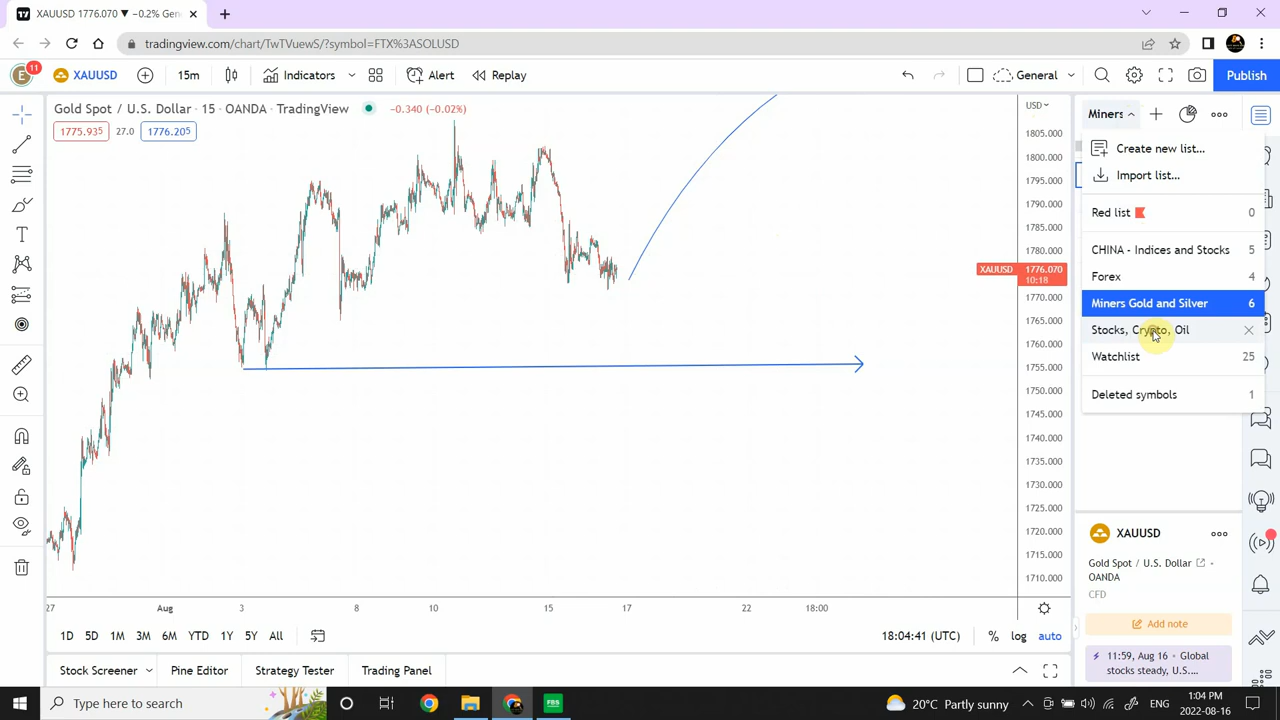 XAUUSD 1776.070 ▼ −0.2% Gene
tradingview.com/chart/TwTVuewS/?symbol=FTX%3ASOLUSD
E
11
XAUUSD
15m
Indicators
Alert
Replay
General
Publish
Gold Spot / U.S. Dollar · 15 · OANDA · TradingView
−0.340 (−0.02%)
1775.935
27.0
1776.205
USD
1805.000
1800.000
1795.000
1790.000
1785.000
1780.000
XAUUSD 1776.070
10:18
1770.000
1765.000
1760.000
1755.000
1750.000
1745.000
1740.000
1735.000
1730.000
1725.000
1720.000
1715.000
1710.000
Miners
Create new list...
Import list...
Red list 0
CHINA - Indices and Stocks 5
Forex 4
Miners Gold and Silver 6
Stocks, Crypto, Oil
Watchlist 25
Deleted symbols 1
XAUUSD
Gold Spot / U.S. Dollar
OANDA
CFD
Add note
11:59, Aug 16 • Global
stocks steady, U.S...
27 Aug 3 8 10 15 17 22 18:00
1D 5D 1M 3M 6M YTD 1Y 5Y All
18:04:41 (UTC)
% log auto
Stock Screener
Pine Editor
Strategy Tester
Trading Panel
Type here to search
FBS
20°C Partly sunny
ENG
1:04 PM
2022-08-16